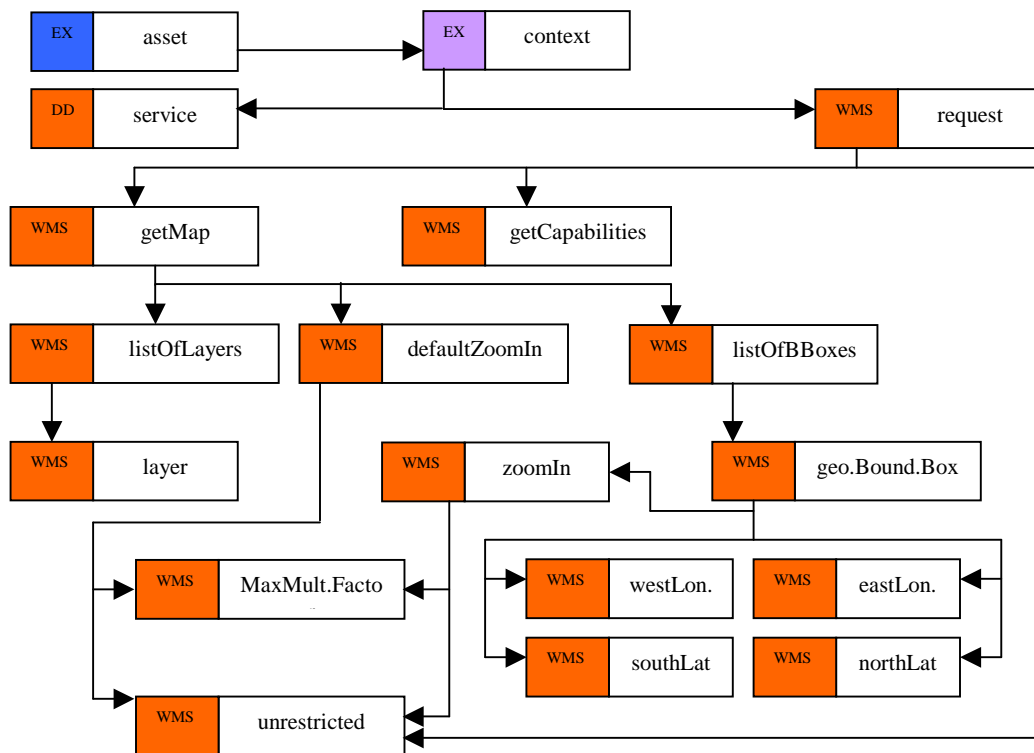 EX asset
EX context
DD service
WMS request
WMS getMap
WMS getCapabilities
WMS listOfLayers
WMS defaultZoomIn
WMS listOfBBoxes
WMS layer
WMS zoomIn
WMS geo.Bound.Box
WMS MaxMult.Facto
WMS westLon.
WMS eastLon.
WMS southLat
WMS northLat
WMS unrestricted